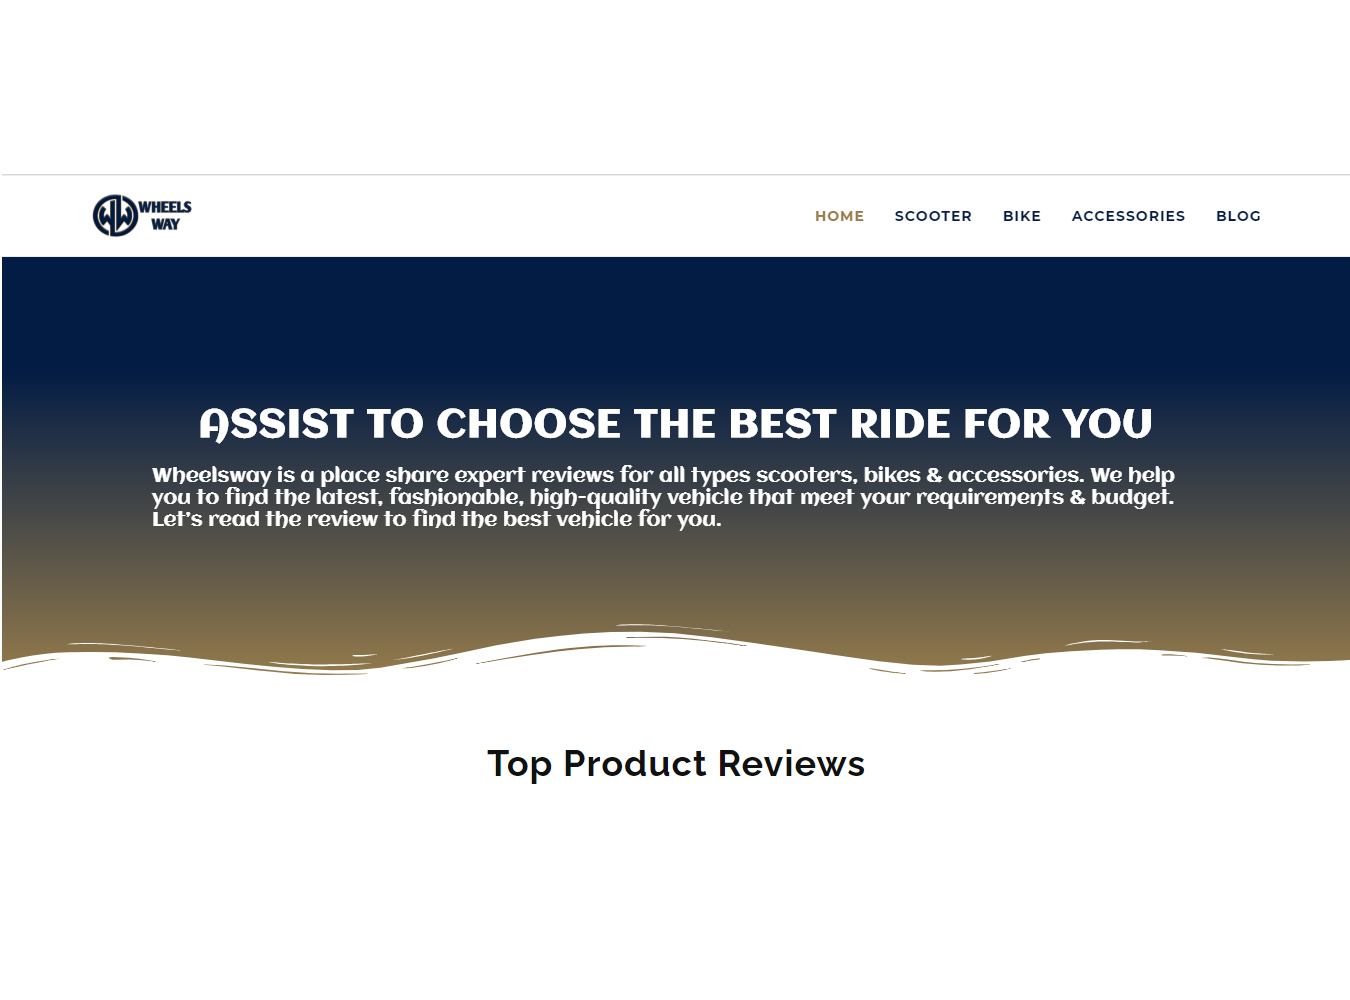 WHEELS
WAY
HOME SCOOTER BIKE ACCESSORIES BLOG
ASSIST TO CHOOSE THE BEST RIDE FOR YOU
Wheelsway is a place share expert reviews for all types scooters, bikes & accessories. We help
you to find the latest, fashionable, high-quality vehicle that meet your requirements & budget.
Let’s read the review to find the best vehicle for you.
Top Product Reviews